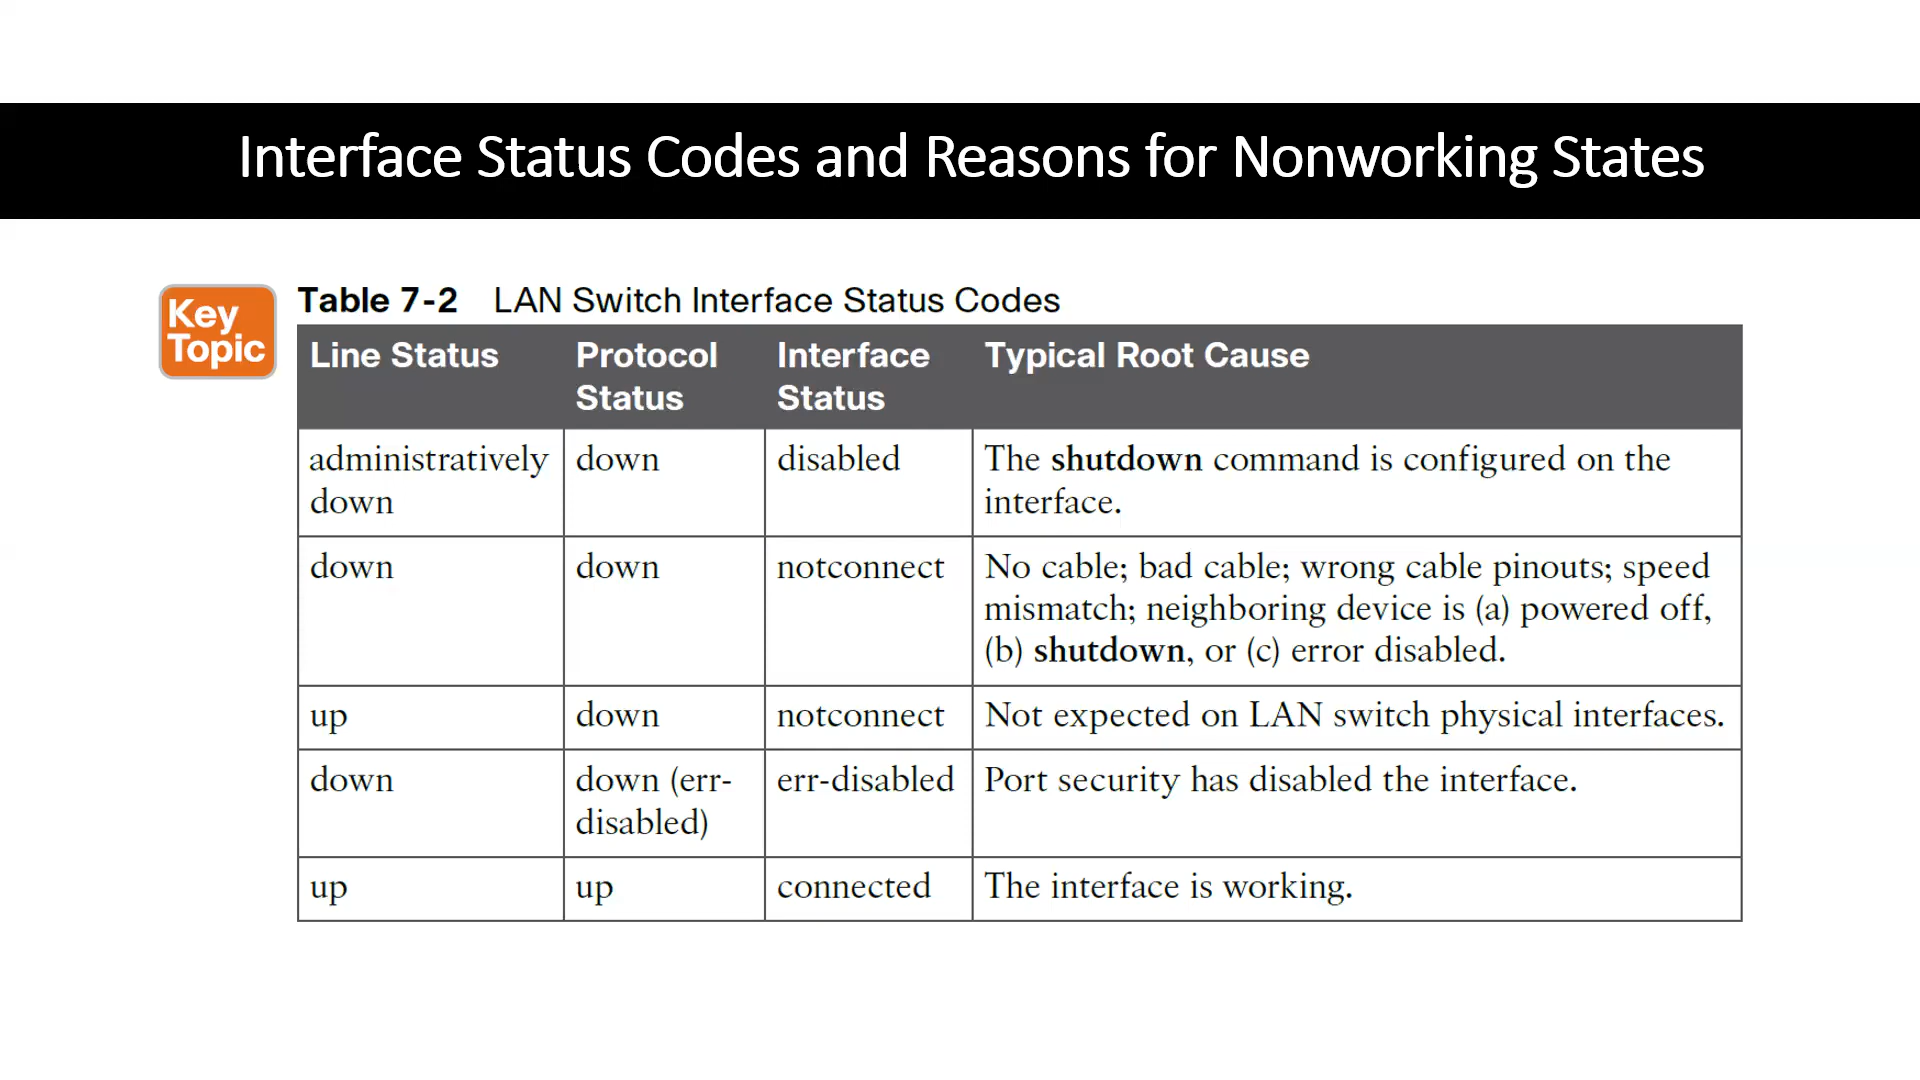 Interface Status Codes and Reasons for Nonworking States
Key
Topic
Table 7-2 LAN Switch Interface Status Codes
Line Status Protocol Status Interface Status Typical Root Cause
administratively down down disabled The shutdown command is configured on the interface.
down down notconnect No cable; bad cable; wrong cable pinouts; speed mismatch; neighboring device is (a) powered off, (b) shutdown, or (c) error disabled.
up down notconnect Not expected on LAN switch physical interfaces.
down down (err-disabled) err-disabled Port security has disabled the interface.
up up connected The interface is working.